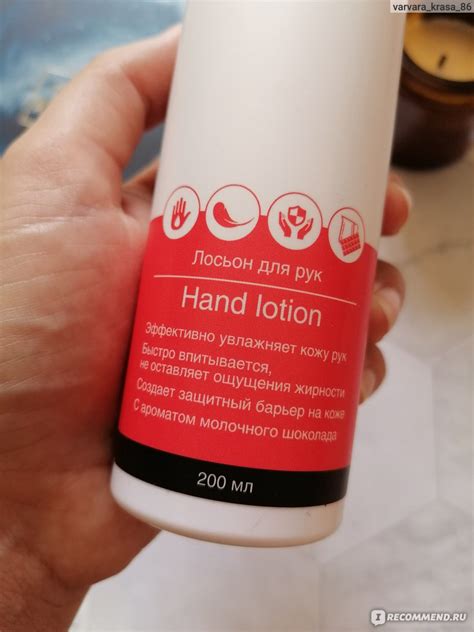 varvara_krasa_86
Лосьон для рук
Hand lotion
Эффективно увлажняет кожу рук
Быстро впитывается,
не оставляет ощущения жирности
Создает защитный барьер на коже
С ароматом молочного шоколада
200 мл
I RECOMMEND.RU